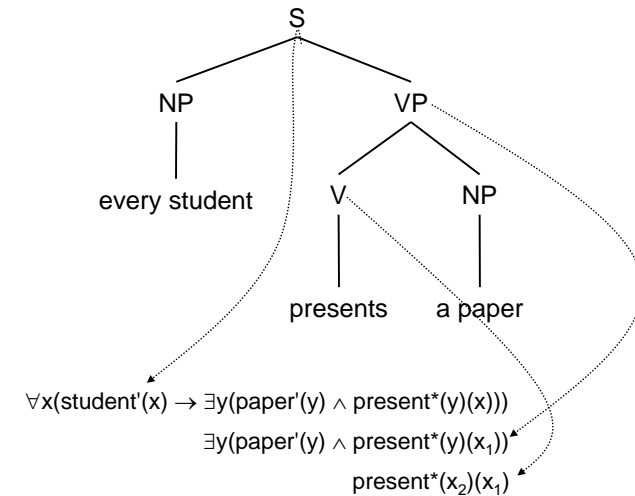 S
NP VP
every student V NP
presents a paper
∀x(student'(x) → ∃y(paper'(y) ∧ present*(y)(x)))
∃y(paper'(y) ∧ present*(y)(x₁))
present*(x₂)(x₁)